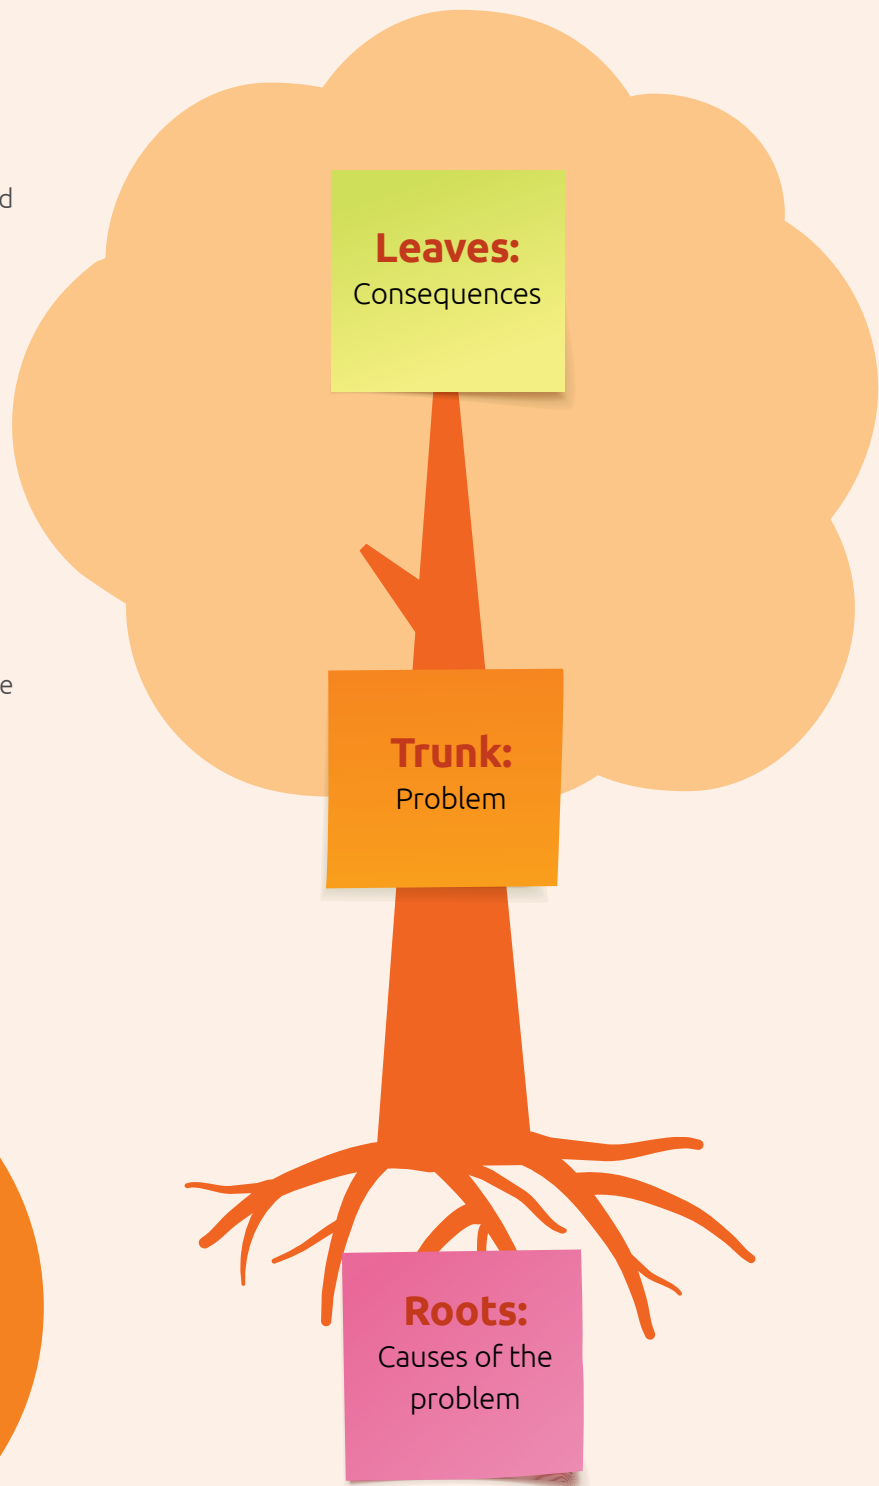 Leaves:
Consequences
Trunk:
Problem
Roots:
Causes of the
problem